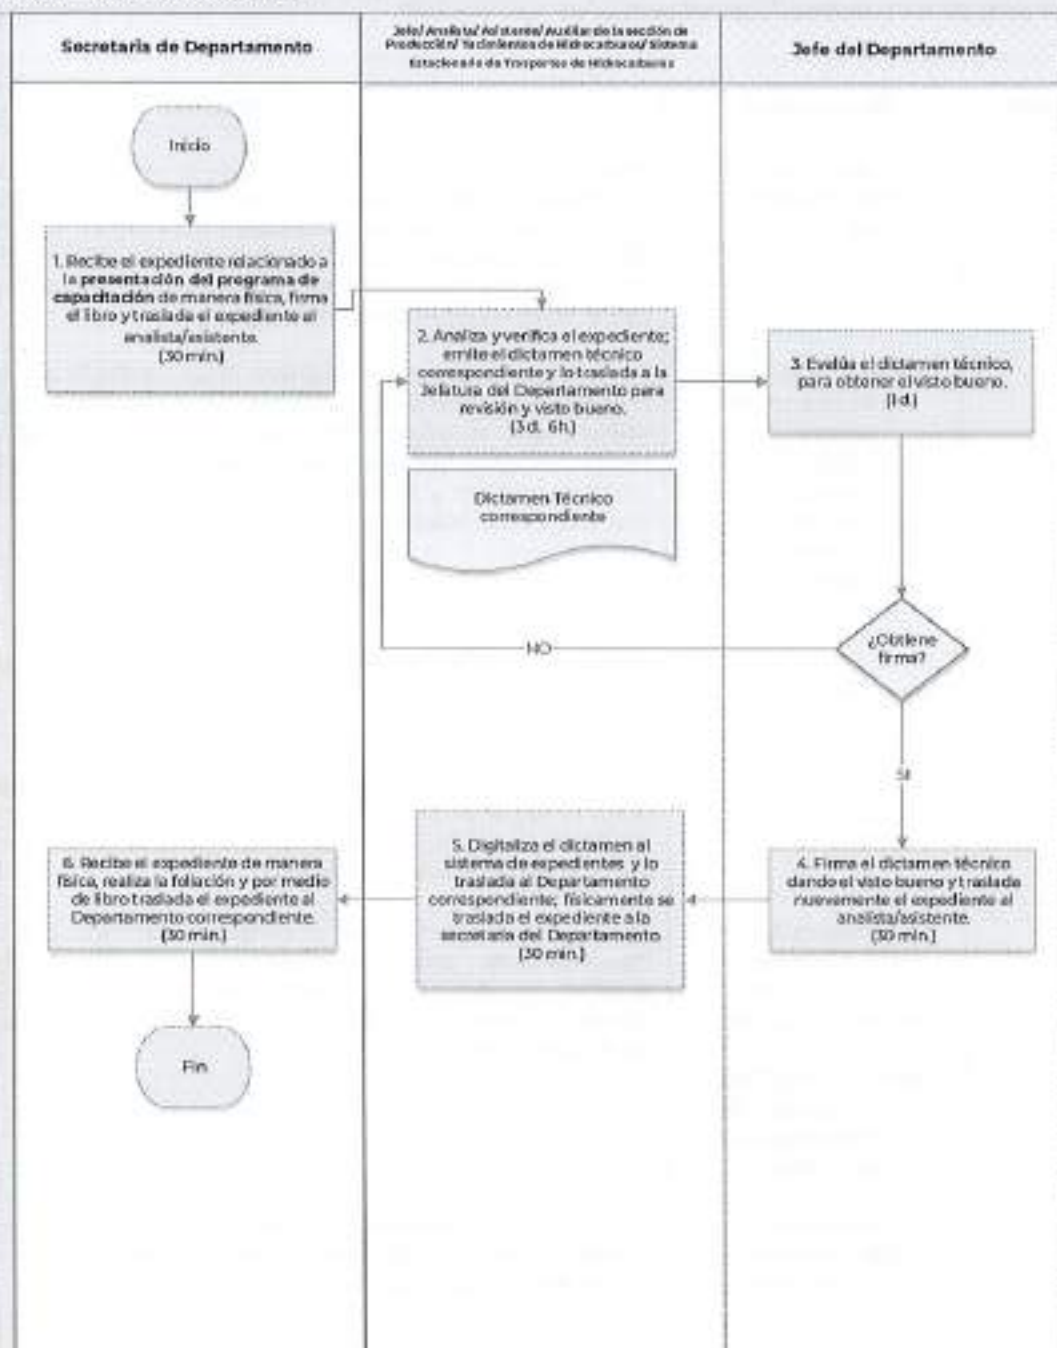 Secretaria de Departamento
Jefe/ Analista/ Asistente/ Auxiliar de la sección de
Producción/ Yacimientos de Hidrocarburos/ Sistema
Estacionario de Trasportes de Hidrocarburos
Jefe del Departamento
Inicio
1. Recibe el expediente relacionado a
la presentación del programa de
capacitación de manera física, firma
el libro y traslada el expediente al
analista/asistente.
(30 min.)
2. Analiza y verifica el expediente;
emite el dictamen técnico
correspondiente y lo traslada a la
Jefatura del Departamento para
revisión y visto bueno.
(3 d. 6h.)
3. Evalúa el dictamen técnico,
para obtener el visto bueno.
(1 d.)
Dictamen Técnico
correspondiente
¿Obtiene
firma?
NO
SI
4. Firma el dictamen técnico
dando el visto bueno y traslada
nuevemente el expediente al
analista/asistente.
(30 min.)
5. Digitaliza el dictamen al
sistema de expedientes y lo
traslada al Departamento
correspondiente; físicamente se
traslada el expediente a la
secretaria del Departamento
(30 min.)
6. Recibe el expediente de manera
física, realiza la foliación y por medio
de libro traslada el expediente al
Departamento correspondiente.
(30 min.)
Fin